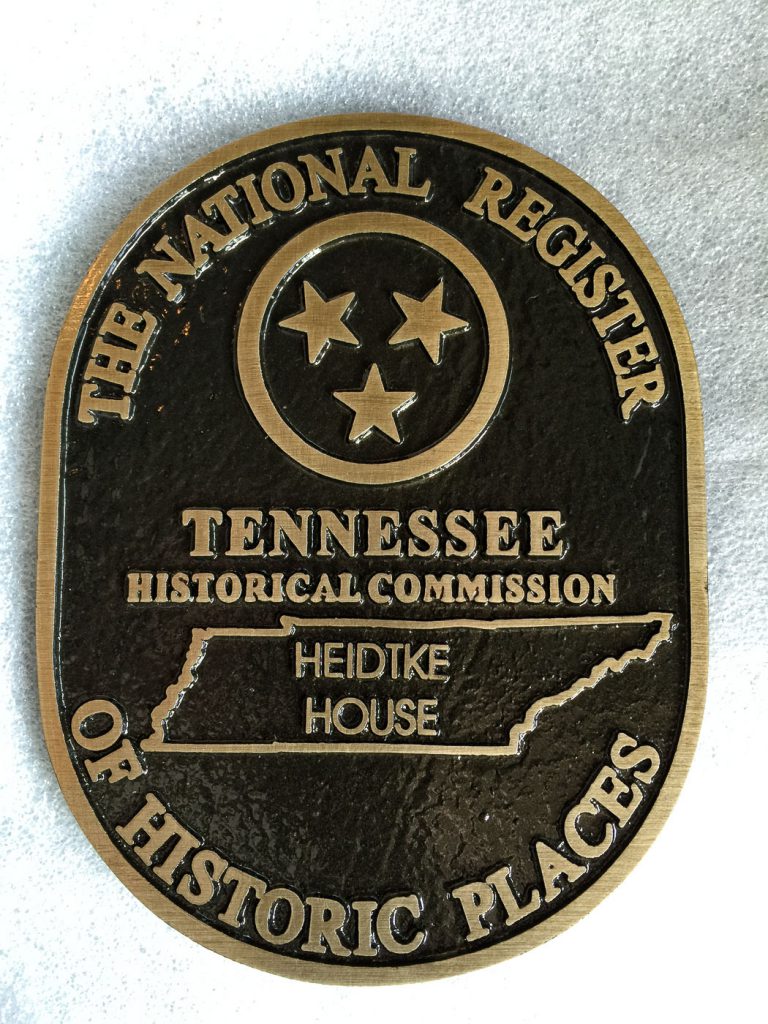 THE NATIONAL REGISTER
TENNESSEE
HISTORICAL COMMISSION
HEIDTKE
HOUSE
OF HISTORIC PLACES